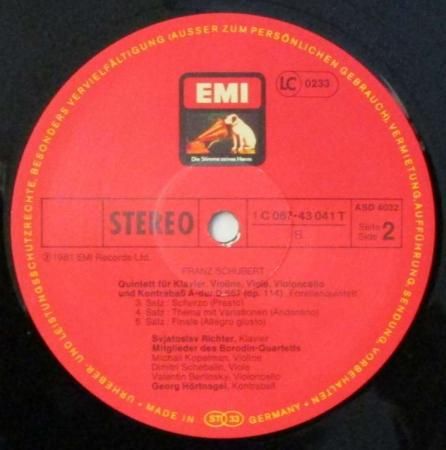 URHEBER- UND LEISTUNGSSCHUTZRECHTE, BESONDERS VERVIELFÄLTIGUNG (AUSSER ZUM PERSÖNLICHEN GEBRAUCH), VERMIETUNG, AUFFÜHRUNG, SENDUNG, VORBEHALTEN •
EMI
LC 0233
Die Stimme seines Herrn
STEREO
1 C 067-43 041 T
S
ASD 4032
Seite
Side 2
Ⓟ 1981 EMI Records Ltd.
FRANZ SCHUBERT
Quintett für Klavier, Violine, Viola, Violoncello
und Kontrabaß A-dur D 667 (op. 114) „Forellenquintett“
3. Satz: Scherzo (Presto)
4. Satz: Thema mit Variationen (Andantino)
5. Satz: Finale (Allegro giusto)
Svjatoslav Richter, Klavier
Mitglieder des Borodin-Quartetts
Michail Kopelman, Violine
Dimitri Schebalin, Viola
Valentin Berlinsky, Violoncello
Georg Hörtnagel, Kontrabaß
MADE IN
ST 33
GERMANY •